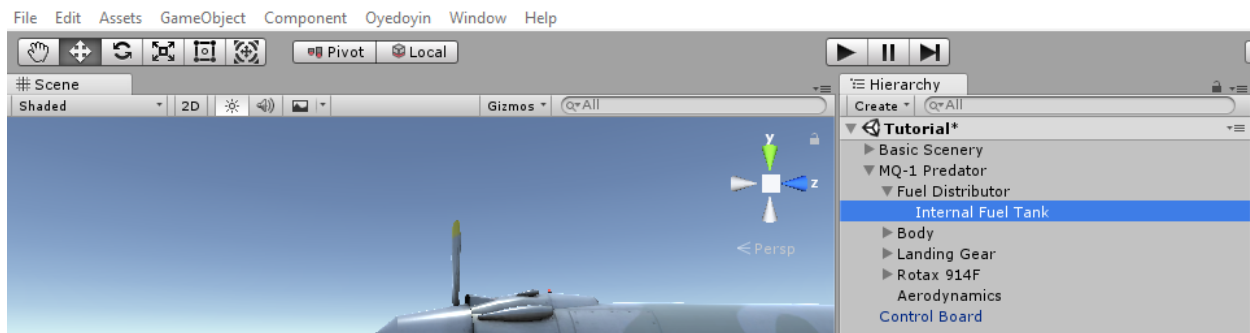 File Edit Assets GameObject Component Oyedoyin Window Help
Pivot Local
Scene
Hierarchy
Shaded 2D Gizmos All
Create All
Tutorial*
Basic Scenery
MQ-1 Predator
Fuel Distributor
Internal Fuel Tank
Body
Landing Gear
Rotax 914F
Aerodynamics
Control Board
y
z
Persp